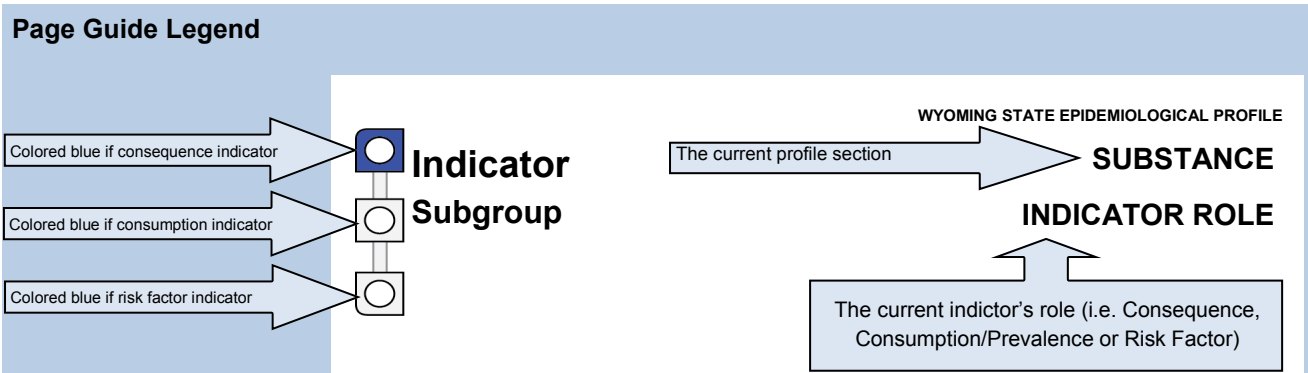 Page Guide Legend
WYOMING STATE EPIDEMIOLOGICAL PROFILE
Colored blue if consequence indicator
Indicator
The current profile section
SUBSTANCE
Colored blue if consumption indicator
Subgroup
INDICATOR ROLE
Colored blue if risk factor indicator
The current indictor's role (i.e. Consequence,
Consumption/Prevalence or Risk Factor)